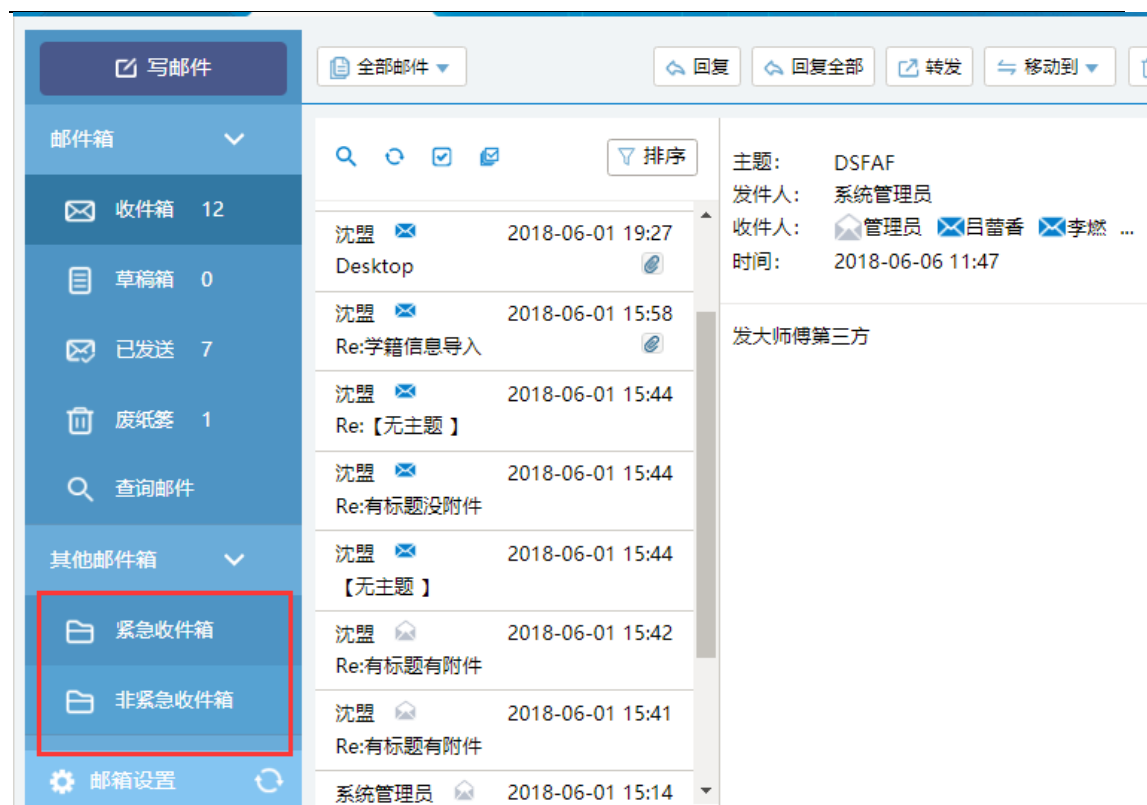 写邮件
全部邮件
回复
回复全部
转发
移动到
邮件箱
收件箱 12
草稿箱 0
已发送 7
废纸篓 1
查询邮件
其他邮件箱
紧急收件箱
非紧急收件箱
邮箱设置
排序
沈盟 2018-06-01 19:27
Desktop
沈盟 2018-06-01 15:58
Re:学籍信息导入
沈盟 2018-06-01 15:44
Re:【无主题 】
沈盟 2018-06-01 15:44
Re:有标题没附件
沈盟 2018-06-01 15:44
【无主题 】
沈盟 2018-06-01 15:42
Re:有标题有附件
沈盟 2018-06-01 15:41
Re:有标题有附件
系统管理员 2018-06-01 15:14
主题: DSFAF
发件人: 系统管理员
收件人: 管理员 吕蕾香 李燃 ...
时间: 2018-06-06 11:47
发大师傅第三方